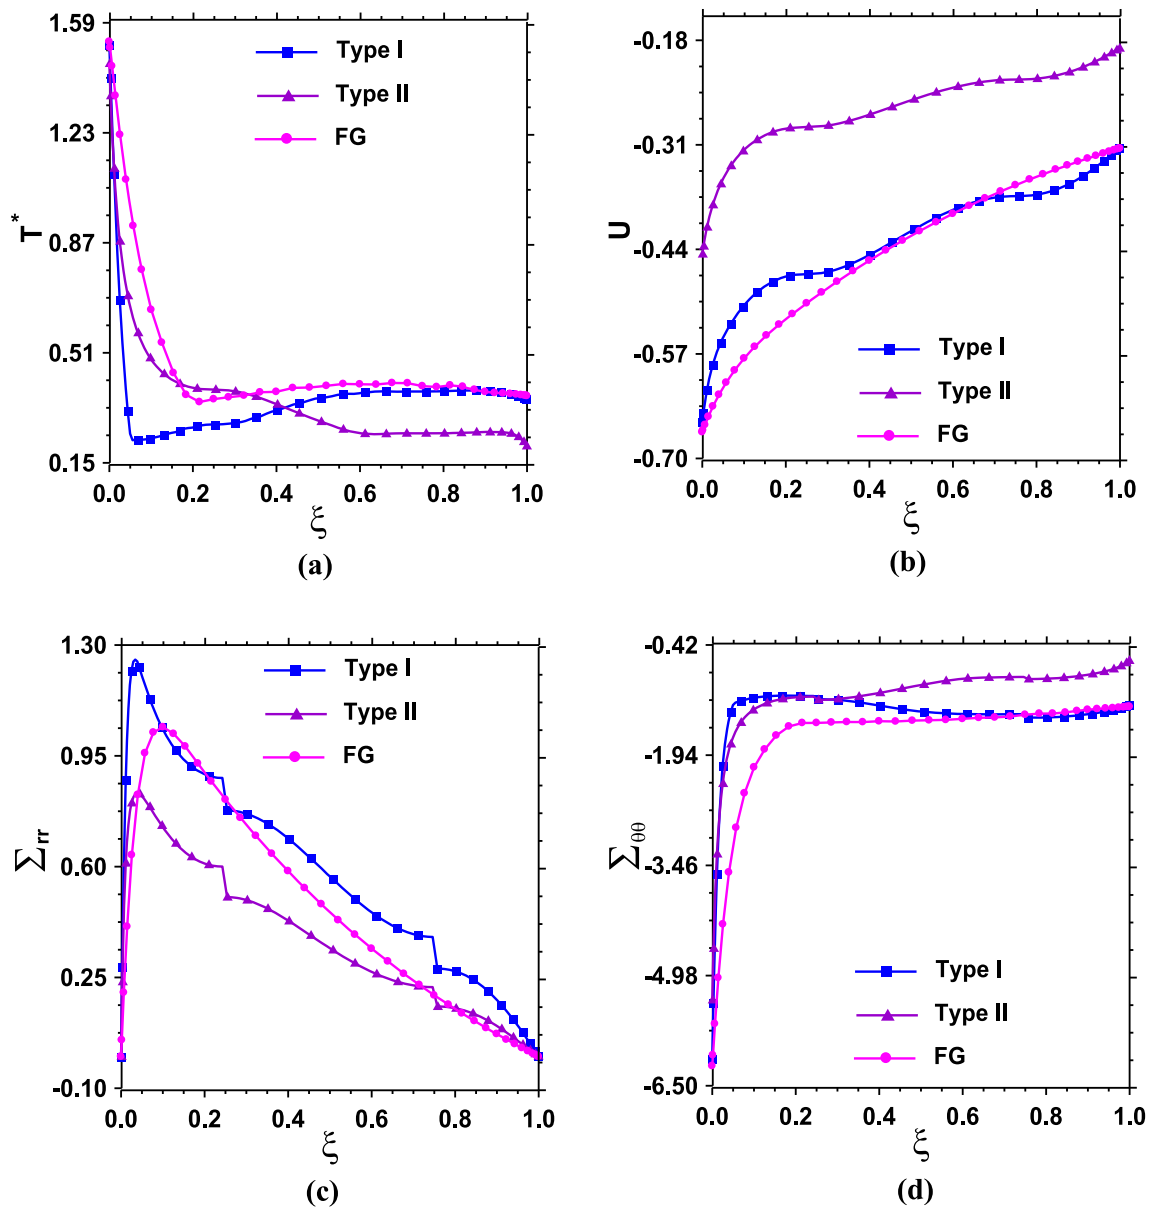 1.59
1.23
0.87
0.51
0.15
T*
Type I
Type II
FG
0.0 0.2 0.4 0.6 0.8 1.0
ξ
(a)
-0.18
-0.31
-0.44
-0.57
-0.70
U
Type I
Type II
FG
0.0 0.2 0.4 0.6 0.8 1.0
ξ
(b)
1.30
0.95
0.60
0.25
-0.10
Σrr
Type I
Type II
FG
0.0 0.2 0.4 0.6 0.8 1.0
ξ
(c)
-0.42
-1.94
-3.46
-4.98
-6.50
Σθθ
Type I
Type II
FG
0.0 0.2 0.4 0.6 0.8 1.0
ξ
(d)